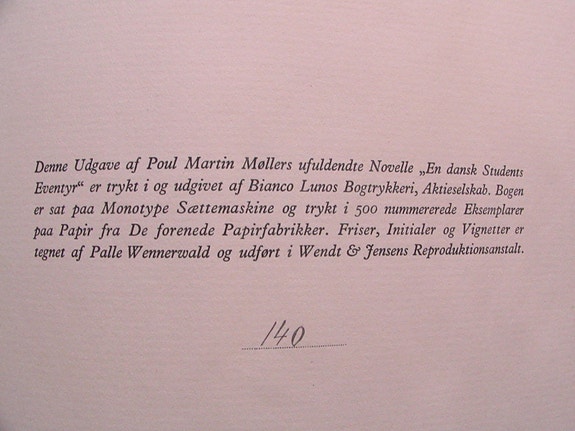 Denne Udgave af Poul Martin Møllers ufuldendte Novelle „En dansk Students
Eventyr“ er trykt i og udgivet af Bianco Lunos Bogtrykkeri, Aktieselskab. Bogen
er sat paa Monotype Sættemaskine og trykt i 500 nummererede Eksemplarer
paa Papir fra De forenede Papirfabrikker. Friser, Initialer og Vignetter er
tegnet af Palle Wennerwald og udført i Wendt & Jensens Reproduktionsanstalt.
140